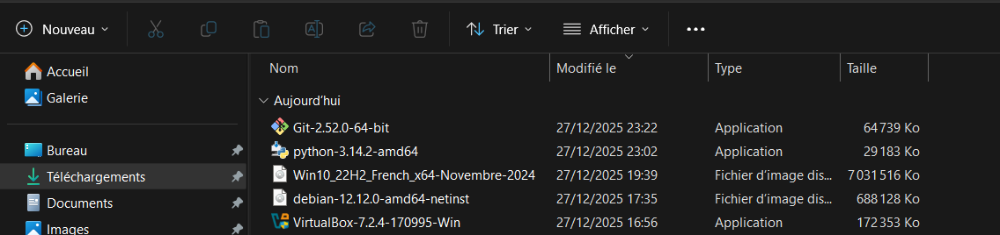 Nouveau Trier Afficher
Accueil
Galerie
Bureau
Téléchargements
Documents
Images
Nom Modifié le Type Taille
Aujourd'hui
Git-2.52.0-64-bit 27/12/2025 23:22 Application 64 739 Ko
python-3.14.2-amd64 27/12/2025 23:02 Application 29 183 Ko
Win10_22H2_French_x64-Novembre-2024 27/12/2025 19:39 Fichier d'image dis... 7 031 516 Ko
debian-12.12.0-amd64-netinst 27/12/2025 17:35 Fichier d'image dis... 688 128 Ko
VirtualBox-7.2.4-170995-Win 27/12/2025 16:56 Application 172 353 Ko